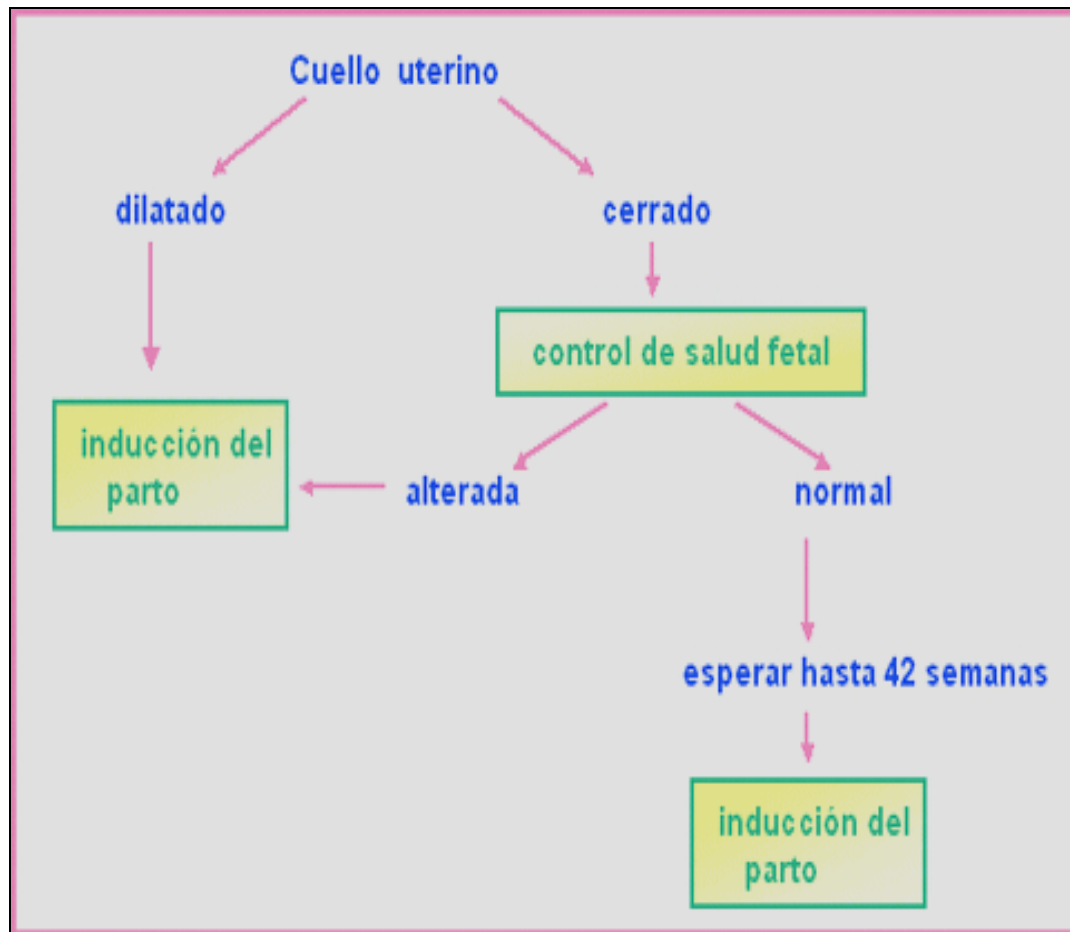 Cuello uterino
dilatado
cerrado
control de salud fetal
inducción del
parto
alterada
normal
esperar hasta 42 semanas
inducción del
parto